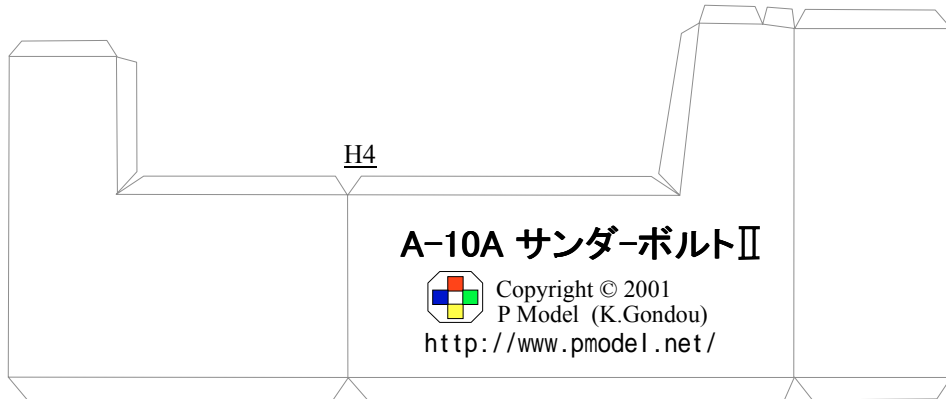 H4
A-10A サンダｰボルトⅡ
Copyright © 2001
P Model (K.Gondou)
http://www.pmodel.net/